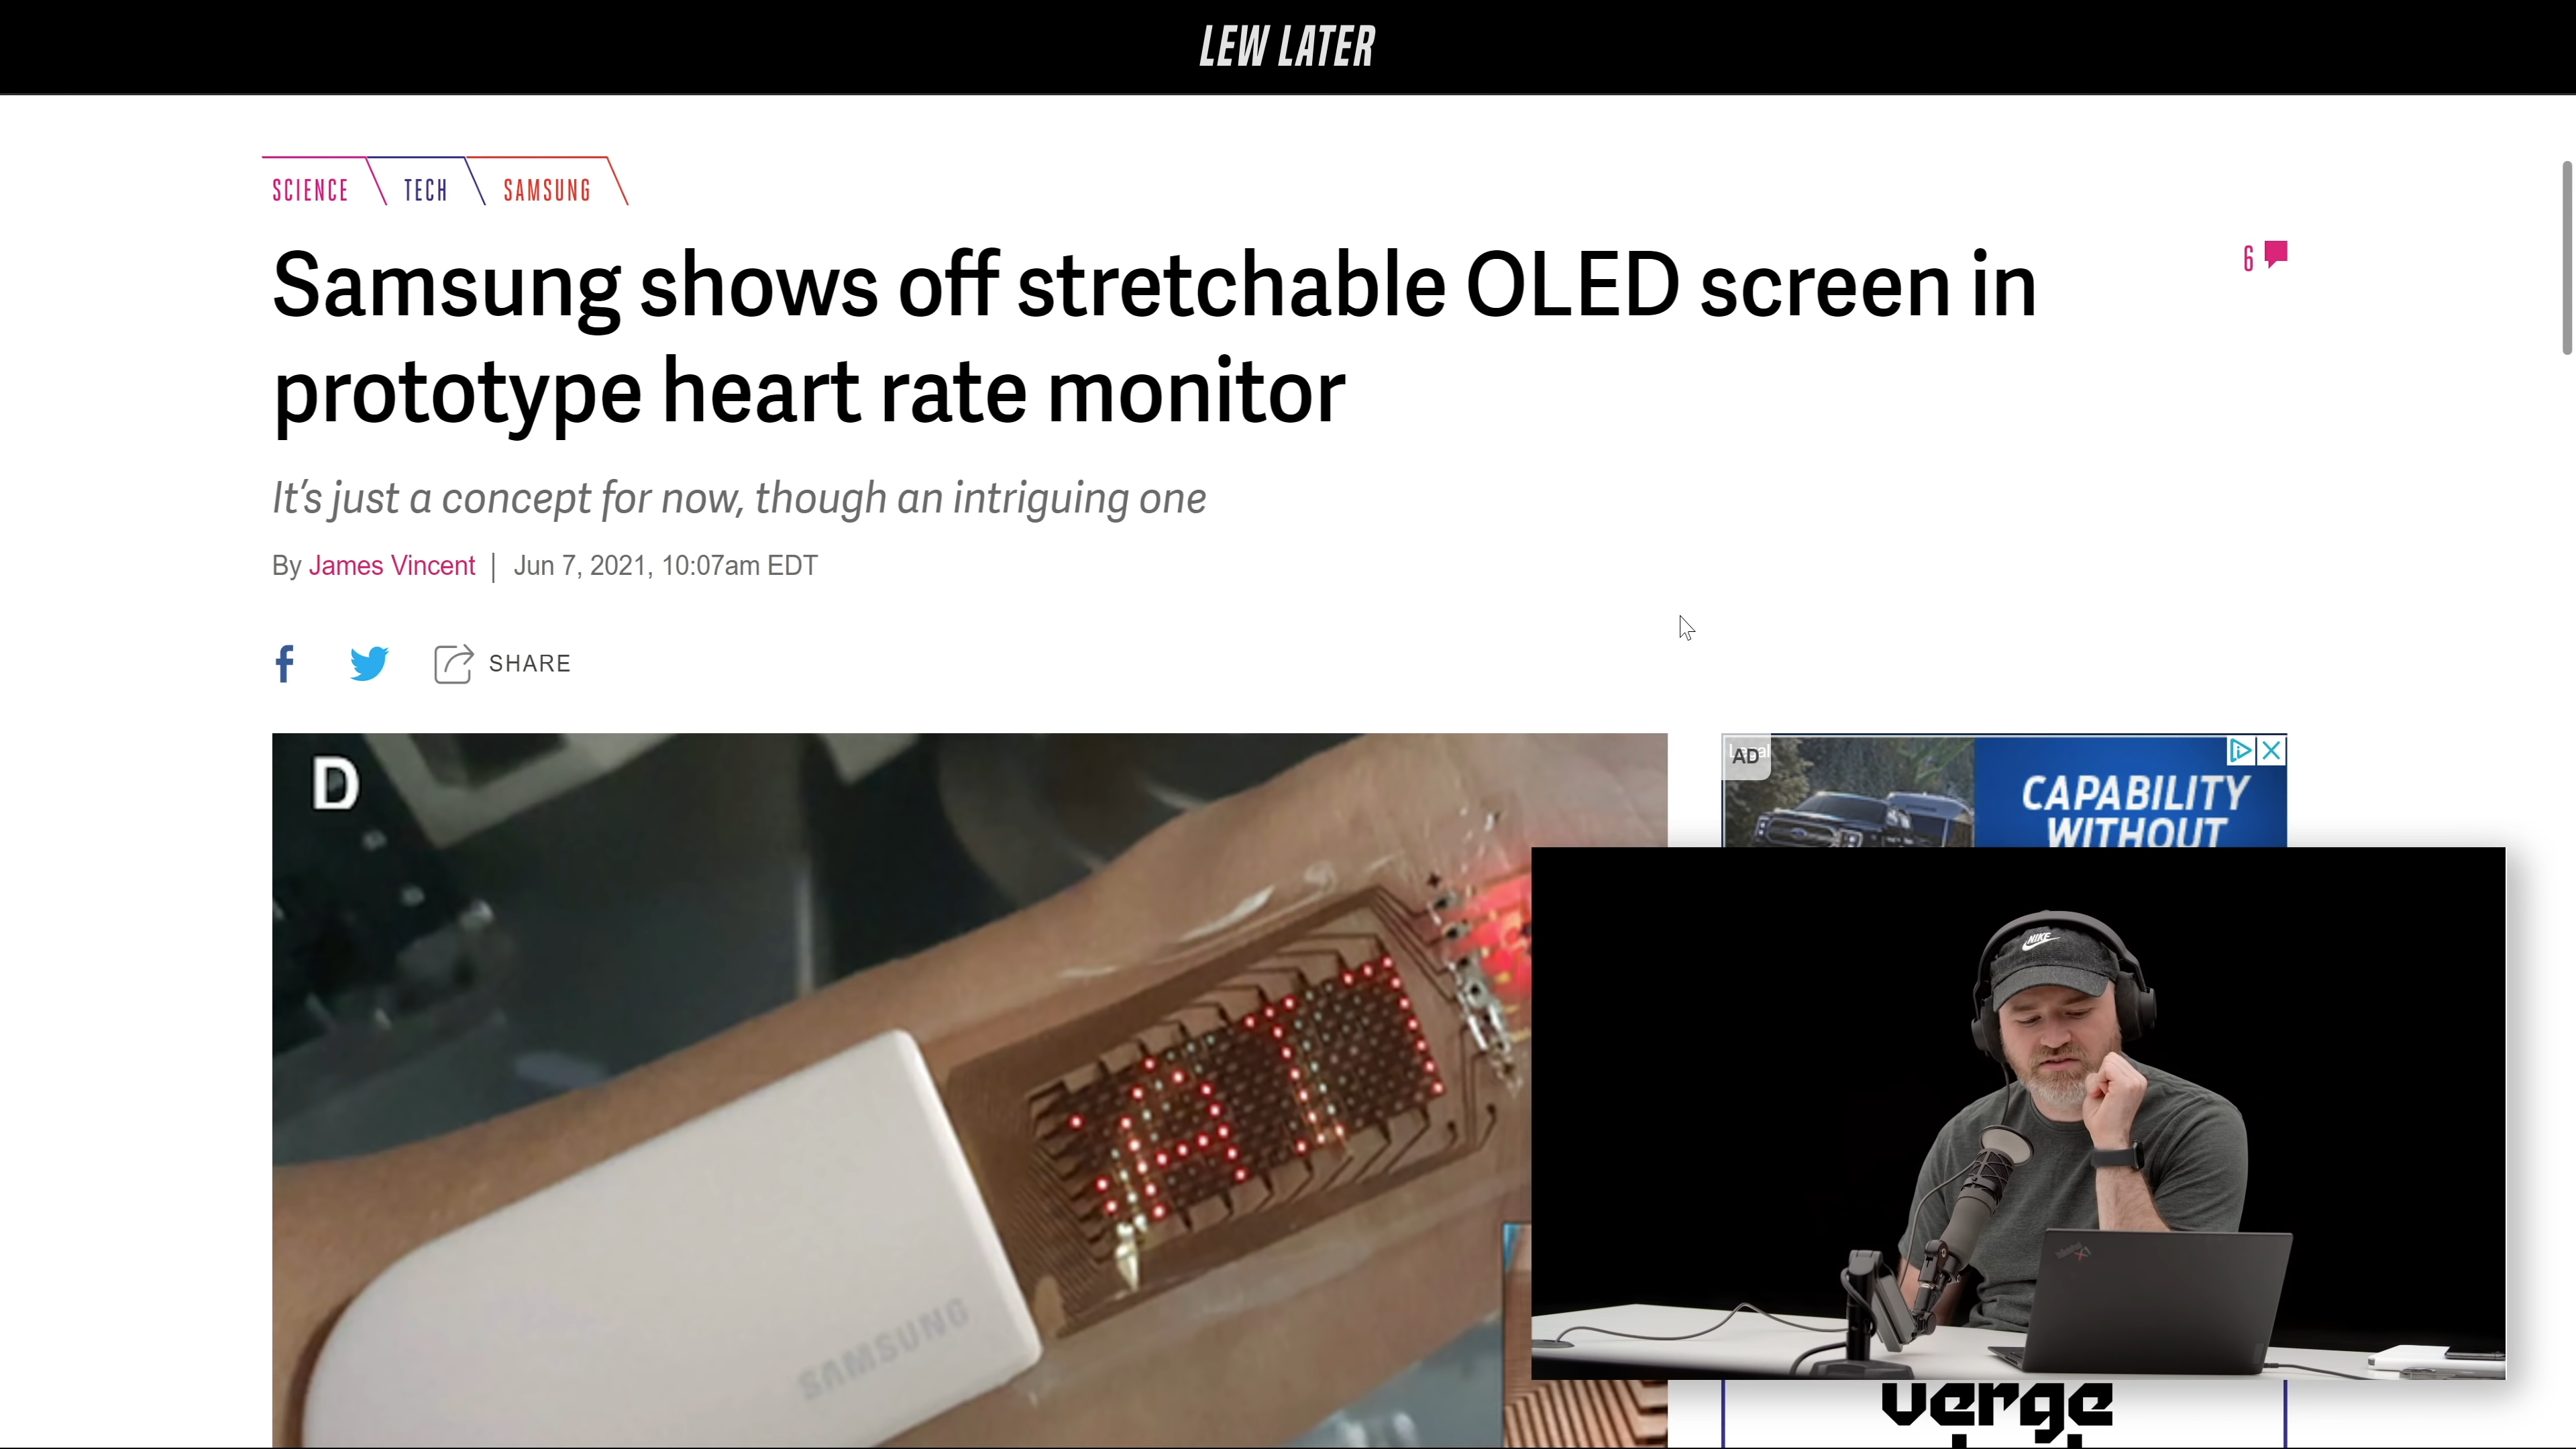 LEW LATER
SCIENCE
TECH
SAMSUNG
Samsung shows off stretchable OLED screen in
prototype heart rate monitor
6
It's just a concept for now, though an intriguing one
By James Vincent | Jun 7, 2021, 10:07am EDT
SHARE
D
AD
CAPABILITY
WITHOUT
NIKE
SAMSUNG
X1
verge